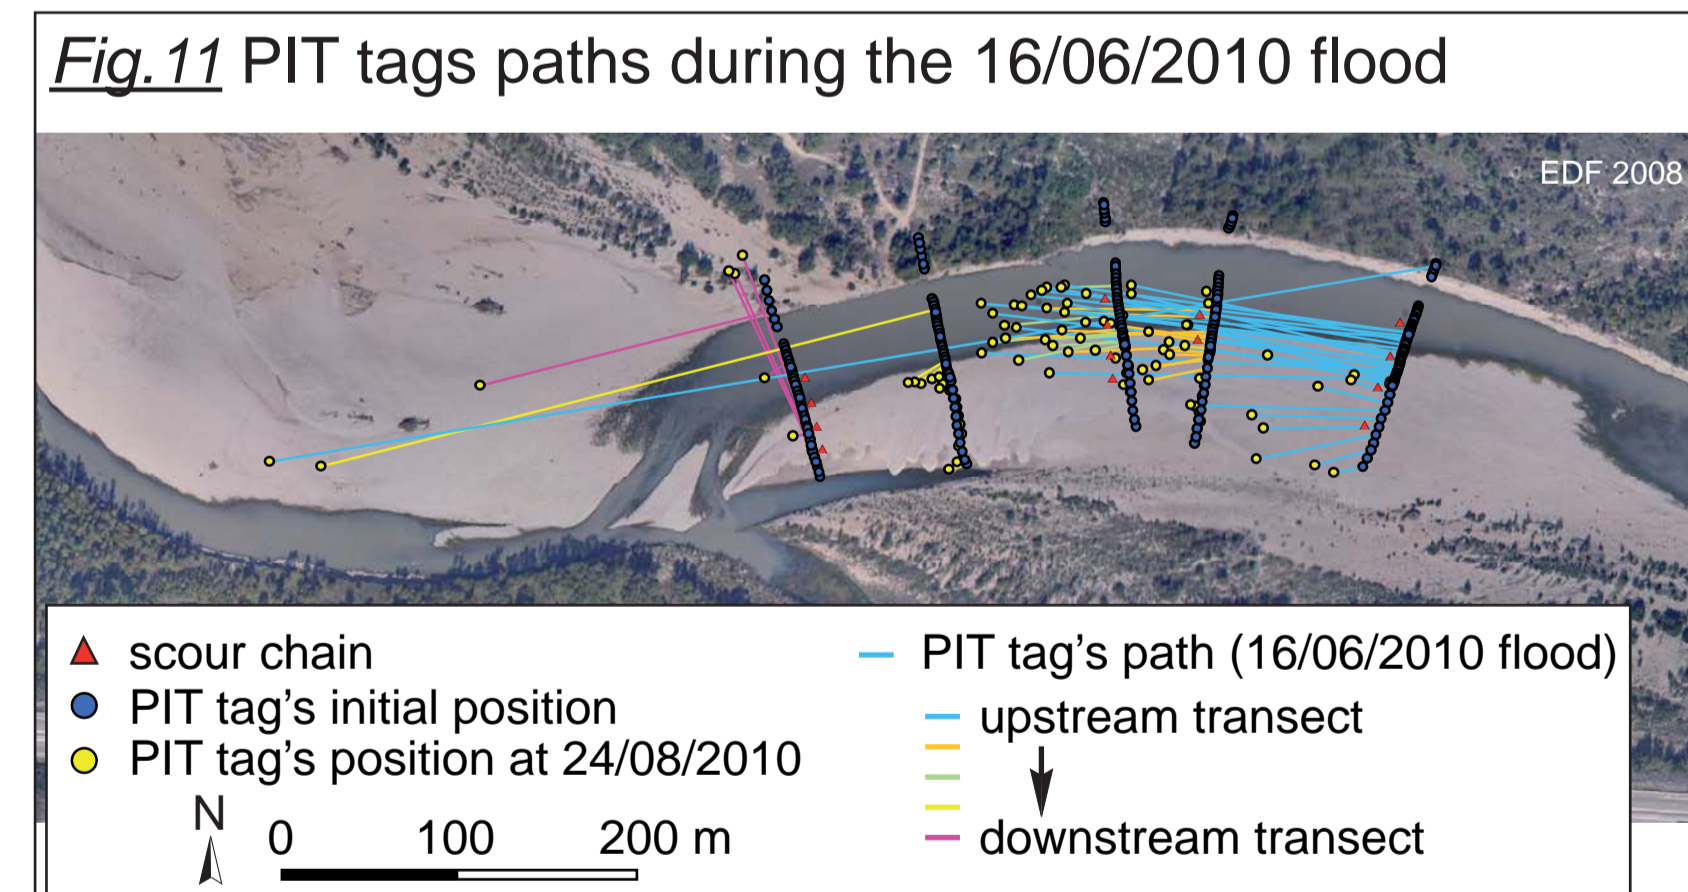 Fig.11 PIT tags paths during the 16/06/2010 flood
EDF 2008
scour chain
PIT tag's initial position
PIT tag's position at 24/08/2010
N
0 100 200 m
PIT tag's path (16/06/2010 flood)
upstream transect
downstream transect